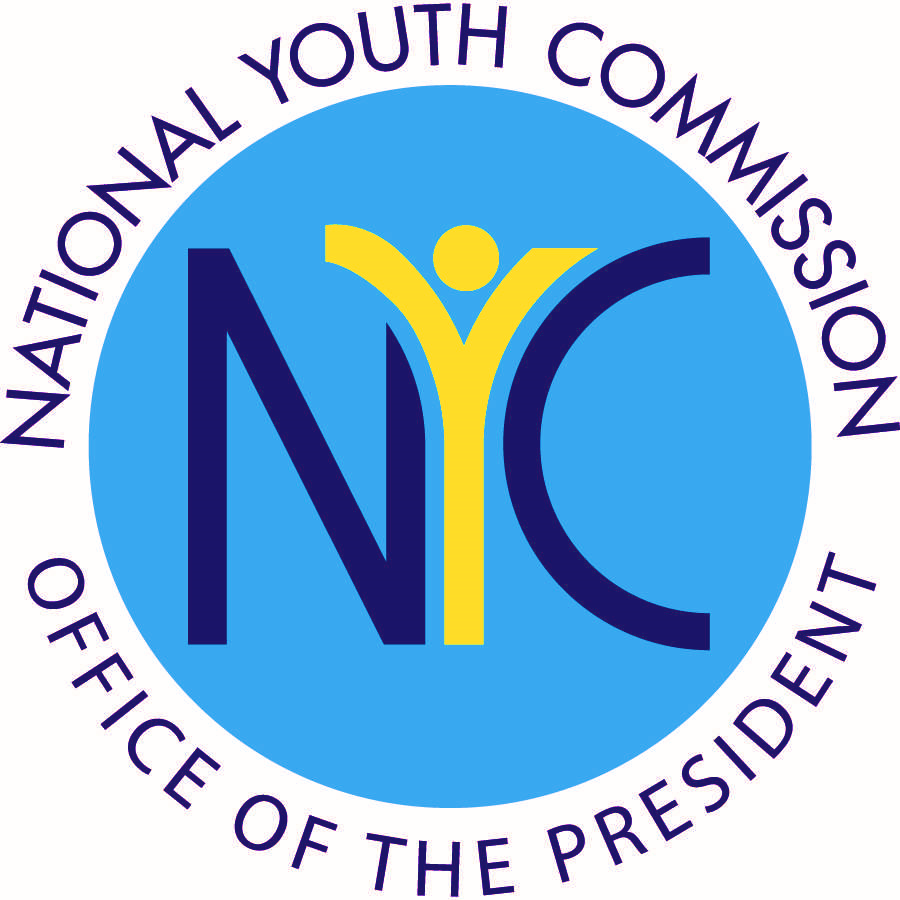 NATIONAL YOUTH COMMISSION
NYC
OFFICE OF THE PRESIDENT